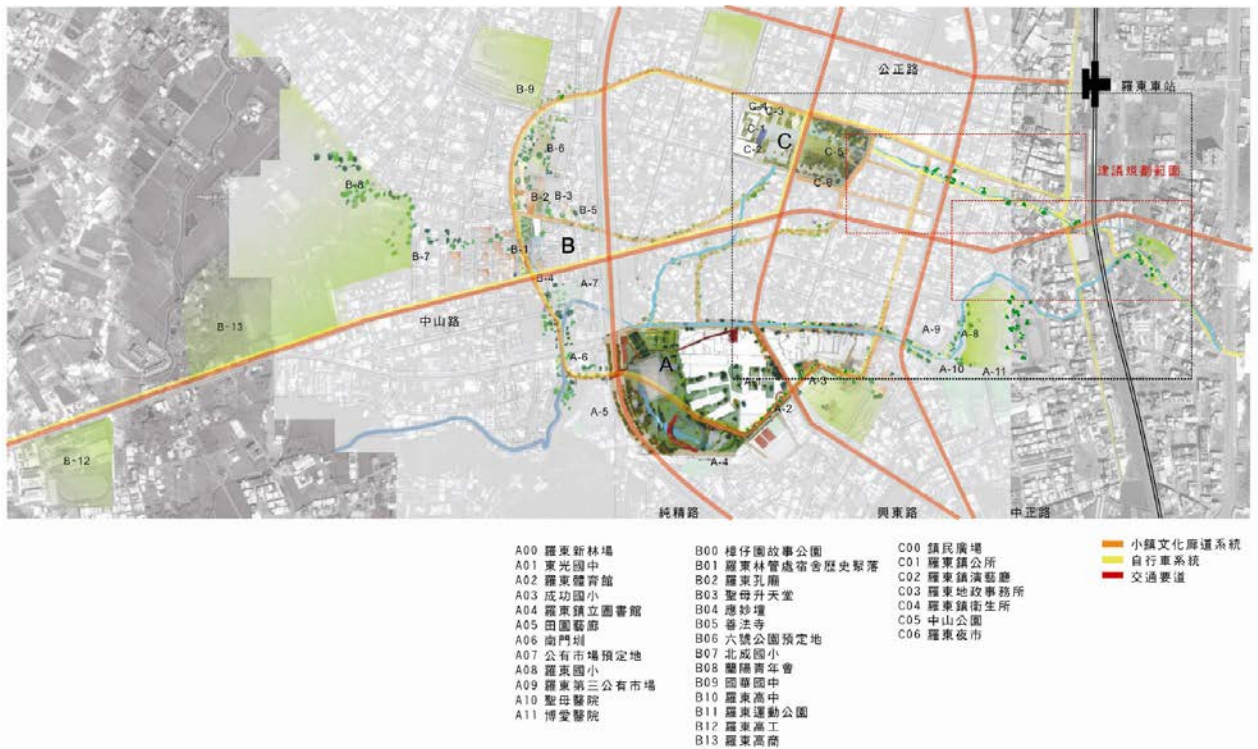 公正路
羅東車站
B-9
C-4
C-3
C-1
C
C-2
C-5
C-6
建議規劃範圍
B-6
B-8
B-2
B-3
B-5
B-1
B
B-7
B-4
A-7
中山路
B-13
A-9
A-8
A-6
A
A-10
A-11
A-1
A-3
A-2
A-5
A-4
B-12
純精路
興東路
中正路
A00 羅東新林場
A01 東光國中
A02 羅東體育館
A03 成功國小
A04 羅東鎮立圖書館
A05 田園藝廊
A06 南門圳
A07 公有市場預定地
A08 羅東國小
A09 羅東第三公有市場
A10 聖母醫院
A11 博愛醫院
B00 樟仔園故事公園
B01 羅東林管處宿舍歷史聚落
B02 羅東孔廟
B03 聖母升天堂
B04 應妙壇
B05 善法寺
B06 六號公園預定地
B07 北成國小
B08 蘭陽青年會
B09 國華國中
B10 羅東高中
B11 羅東運動公園
B12 羅東高工
B13 羅東高商
C00 鎮民廣場
C01 羅東鎮公所
C02 羅東鎮演藝廳
C03 羅東地政事務所
C04 羅東鎮衛生所
C05 中山公園
C06 羅東夜市
小鎮文化廊道系統
自行車系統
交通要道